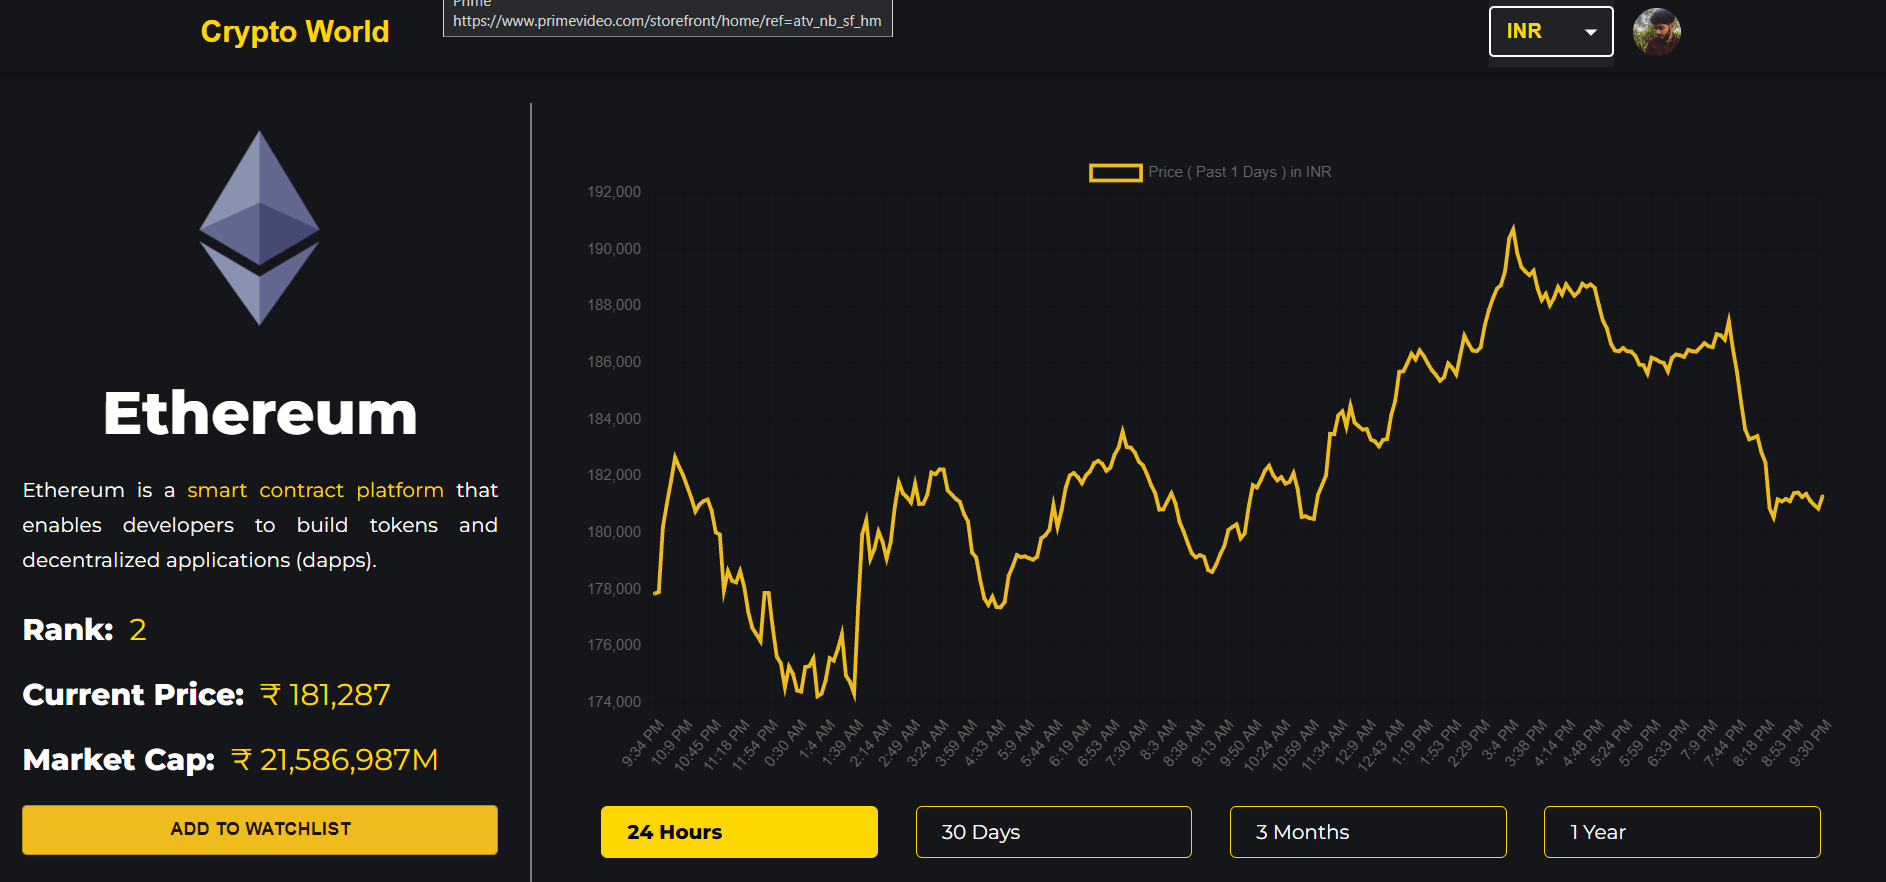 Prime
https://www.primevideo.com/storefront/home/ref=atv_nb_sf_hm
Crypto World
INR
Ethereum
Ethereum is a smart contract platform that
enables developers to build tokens and
decentralized applications (dapps).
Rank: 2
Current Price: ₹ 181,287
Market Cap: ₹ 21,586,987M
ADD TO WATCHLIST
Price ( Past 1 Days ) in INR
192,000
190,000
188,000
186,000
184,000
182,000
180,000
178,000
176,000
174,000
9:34 PM
10:9 PM
10:45 PM
11:18 PM
11:54 PM
0:30 AM
1:4 AM
1:39 AM
2:14 AM
2:49 AM
3:24 AM
3:59 AM
4:33 AM
5:9 AM
5:44 AM
6:19 AM
6:53 AM
7:30 AM
8:3 AM
8:38 AM
9:13 AM
9:50 AM
10:24 AM
10:59 AM
11:34 AM
12:9 AM
12:43 AM
1:19 PM
1:53 PM
2:29 PM
3:4 PM
3:38 PM
4:14 PM
4:48 PM
5:24 PM
5:59 PM
6:33 PM
7:9 PM
7:44 PM
8:18 PM
8:53 PM
9:30 PM
24 Hours
30 Days
3 Months
1 Year